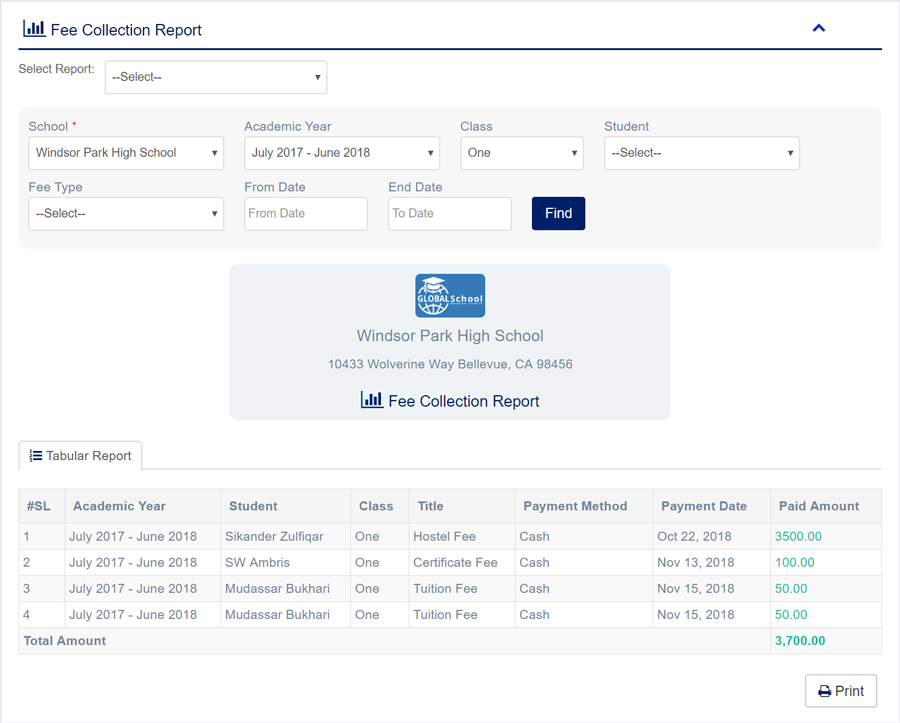 Fee Collection Report
Select Report: --Select--
School * Academic Year Class Student
Windsor Park High School July 2017 - June 2018 One --Select--
Fee Type From Date End Date
--Select-- From Date To Date Find
GLOBAL School
Windsor Park High School
10433 Wolverine Way Bellevue, CA 98456
Fee Collection Report
Tabular Report
#SL Academic Year Student Class Title Payment Method Payment Date Paid Amount
1 July 2017 - June 2018 Sikander Zulfiqar One Hostel Fee Cash Oct 22, 2018 3500.00
2 July 2017 - June 2018 SW Ambris One Certificate Fee Cash Nov 13, 2018 100.00
3 July 2017 - June 2018 Mudassar Bukhari One Tuition Fee Cash Nov 15, 2018 50.00
4 July 2017 - June 2018 Mudassar Bukhari One Tuition Fee Cash Nov 15, 2018 50.00
Total Amount 3,700.00
Print